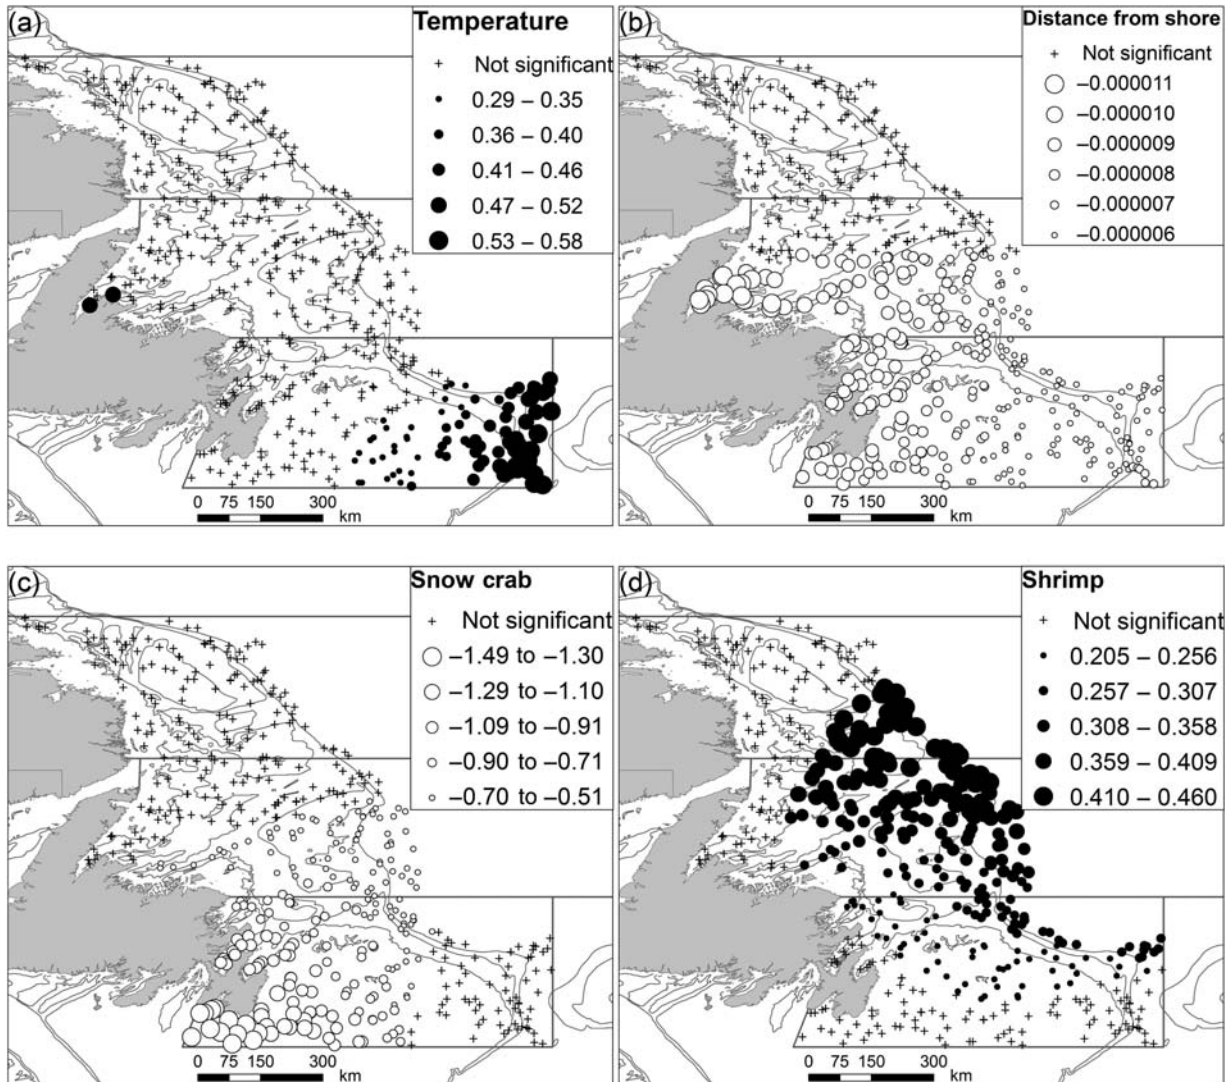 (a)
Temperature
+ Not significant
0.29 – 0.35
0.36 – 0.40
0.41 – 0.46
0.47 – 0.52
0.53 – 0.58
0 75 150 300
km
(b)
Distance from shore
+ Not significant
–0.000011
–0.000010
–0.000009
–0.000008
–0.000007
–0.000006
0 75 150 300
km
(c)
Snow crab
+ Not significant
–1.49 to –1.30
–1.29 to –1.10
–1.09 to –0.91
–0.90 to –0.71
–0.70 to –0.51
0 75 150 300
km
(d)
Shrimp
+ Not significant
0.205 – 0.256
0.257 – 0.307
0.308 – 0.358
0.359 – 0.409
0.410 – 0.460
0 75 150 300
km